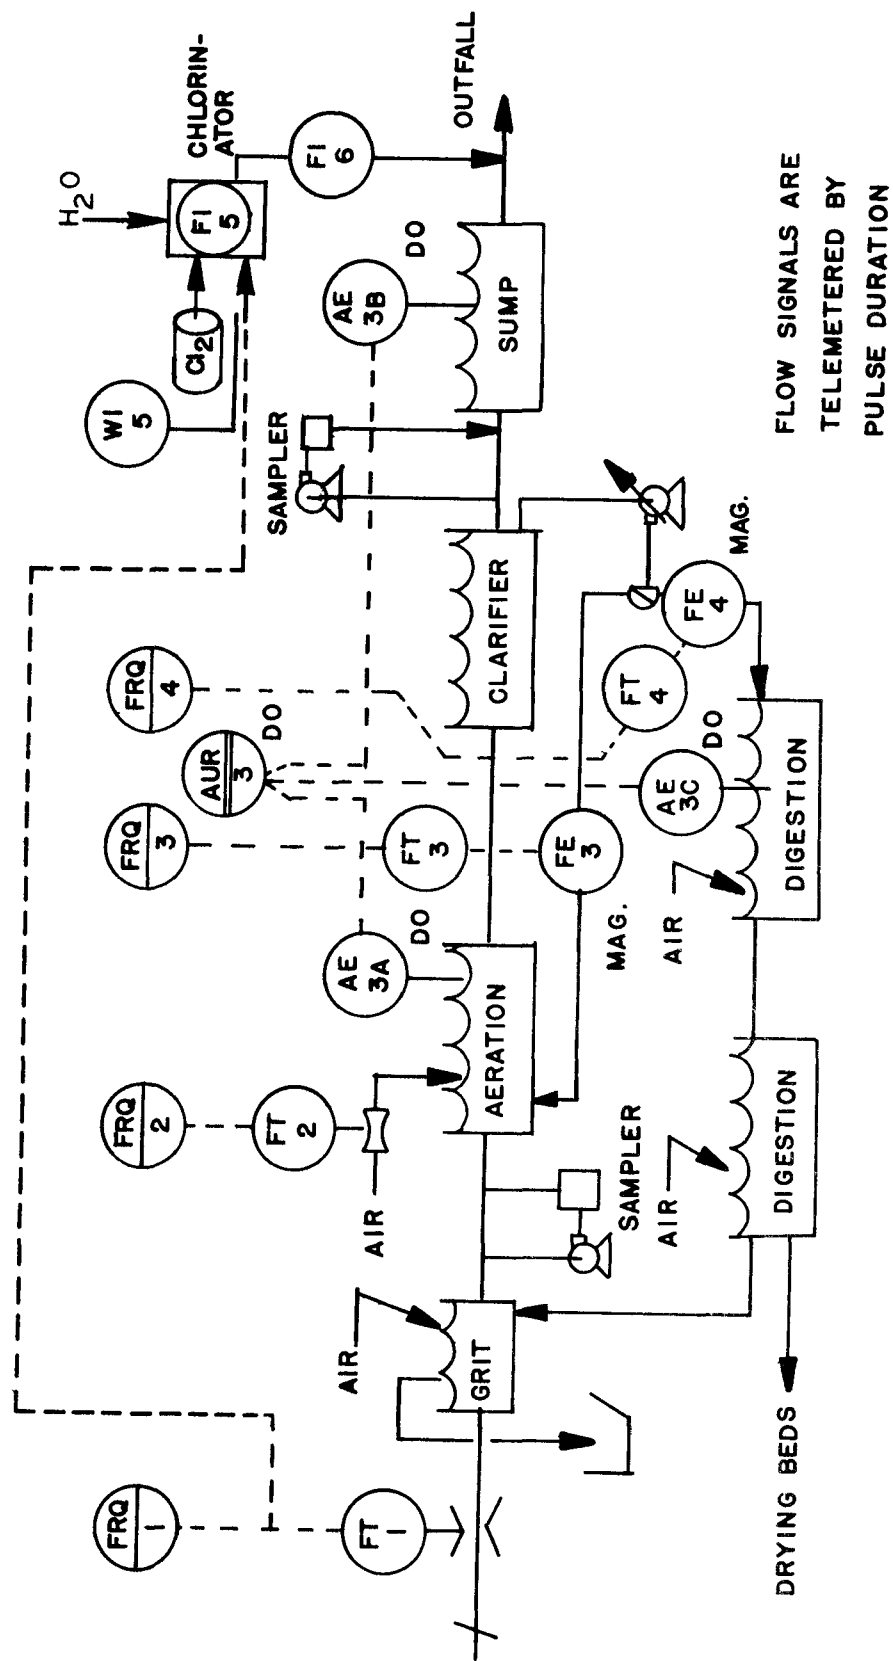 FRQ
1
FT
1
FRQ
2
FT
2
AIR
AIR
GRIT
SAMPLER
AERATION
AE
3A
DO
FRQ
3
AUR
3
DO
FRQ
4
FT
3
FE
3
MAG.
CLARIFIER
SAMPLER
WI
5
Cl2
H2O
FI
5
CHLORIN-
ATOR
FI
6
AE
3B
DO
SUMP
OUTFALL
FT
4
FE
4
MAG.
AE
3C
DO
AIR
DIGESTION
AIR
DIGESTION
DRYING BEDS
FLOW SIGNALS ARE
TELEMETERED BY
PULSE DURATION